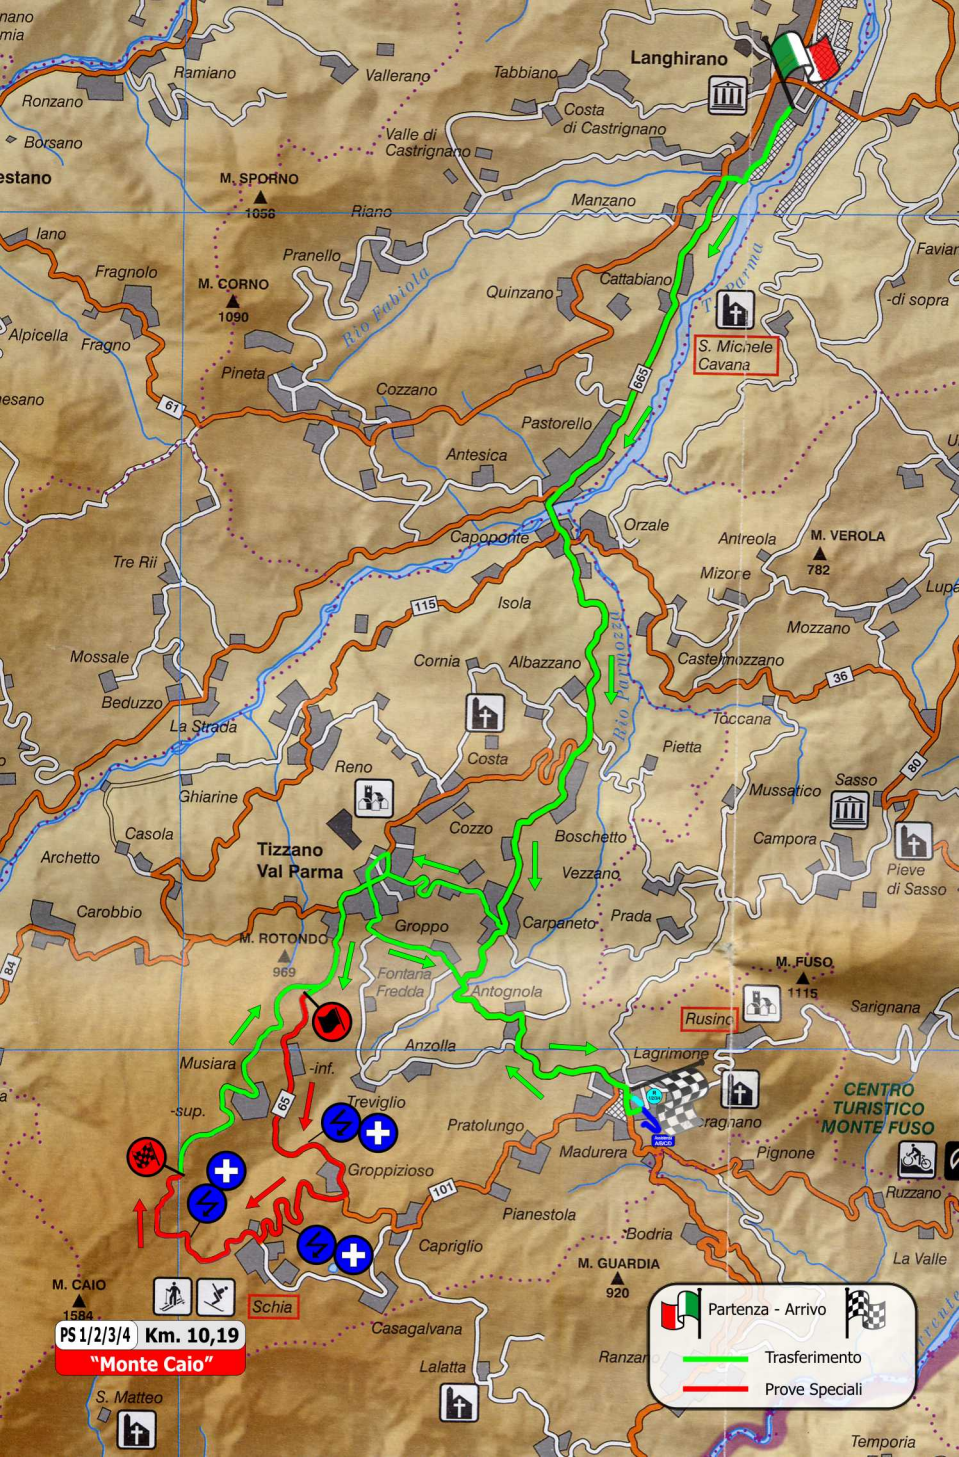 Langhirano
Ramiano
Vallerano
Tabbiano
Ronzano
Costa
di Castrignano
Borsano
Valle di
Castrignano
estano
M. SPORNO
1058
Manzano
Riano
Iano
Pranello
Favian
Fragnolo
Rio Fabiola
T. Parma
M. CORNO
Cattabiano
Quinzano
-di sopra
1090
Alpicella
Fragno
S. Michele
Cavana
Pineta
665
Cozzano
61
Pastorello
Antesica
Orzale
Capoponte
Antreola
M. VEROLA
782
Tre Rii
Mizore
115
Isola
Lupa
Mozzano
Mossale
Cornia
Albazzano
Rio Parmozza
Castelmozzano
36
Beduzzo
La Strada
Toccana
Pietta
Reno
Costa
80
Ghiarine
Mussatico
Sasso
Casola
Cozzo
Boschetto
Campora
Archetto
Tizzano
Val Parma
Vezzano
Pieve
di Sasso
Carobbio
Groppo
Carpaneto
Prada
M. ROTONDO
969
84
Fontana
Fredda
Antognola
M. FUSO
1115
Sarignana
Rusino
Anzolla
Lagrimone
Musiara
-inf.
65
-sup.
Treviglio
CENTRO
TURISTICO
MONTE FUSO
Pratolungo
Madurera
Pignone
Groppizioso
101
Ruzzano
Pianestola
Bodria
Capriglio
La Valle
M. GUARDIA
920
M. CAIO
1584
Schia
Partenza - Arrivo
PS 1/2/3/4 Km. 10,19
"Monte Caio"
Casagalvana
Trasferimento
Ranzano
Lalatta
Prove Speciali
S. Matteo
Temporia